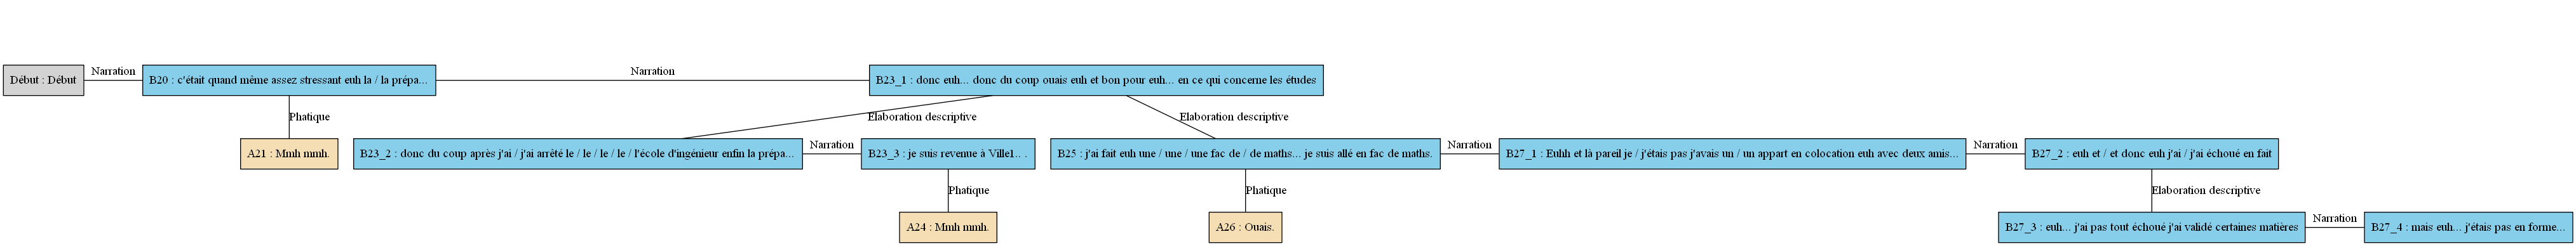 Début : Début
Narration
B20 : c'était quand même assez stressant euh la / la prépa...
Narration
B23_1 : donc euh... donc du coup ouais euh et bon pour euh... en ce qui concerne les études
Phatique
Elaboration descriptive
Elaboration descriptive
A21 : Mmh mmh.
B23_2 : donc du coup après j'ai / j'ai arrêté le / le / le / le / l'école d'ingénieur enfin la prépa...
Narration
B23_3 : je suis revenue à Ville1.. .
B25 : j'ai fait euh une / une / une fac de / de maths... je suis allé en fac de maths.
Narration
B27_1 : Euhh et là pareil je / j'étais pas j'avais un / un appart en colocation euh avec deux amis...
Narration
B27_2 : euh et / et donc euh j'ai / j'ai échoué en fait
Phatique
Phatique
Elaboration descriptive
A24 : Mmh mmh.
A26 : Ouais.
B27_3 : euh... j'ai pas tout échoué j'ai validé certaines matières
Narration
B27_4 : mais euh... j'étais pas en forme...